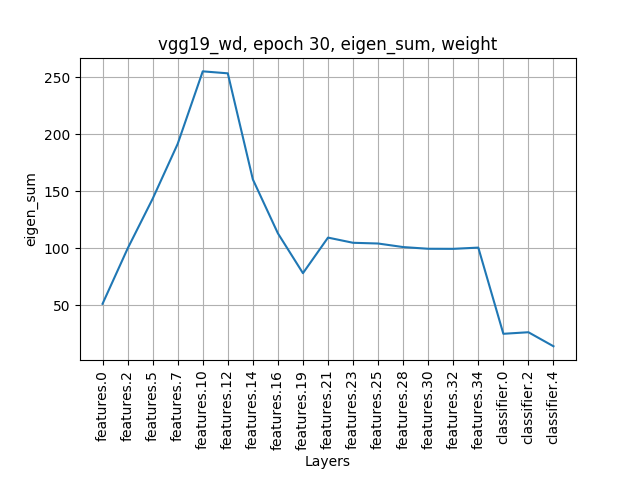 vgg19_wd, epoch 30, eigen_sum, weight
250
200
150
100
50
eigen_sum
features.0
features.2
features.5
features.7
features.10
features.12
features.14
features.16
features.19
features.21
features.23
features.25
features.28
features.30
features.32
features.34
classifier.0
classifier.2
classifier.4
Layers